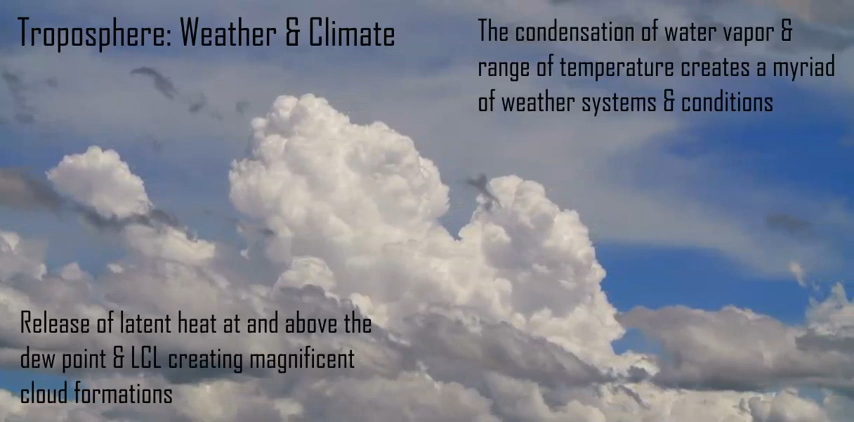 Troposphere: Weather & Climate
The condensation of water vapor &
range of temperature creates a myriad
of weather systems & conditions
Release of latent heat at and above the
dew point & LCL creating magnificent
cloud formations